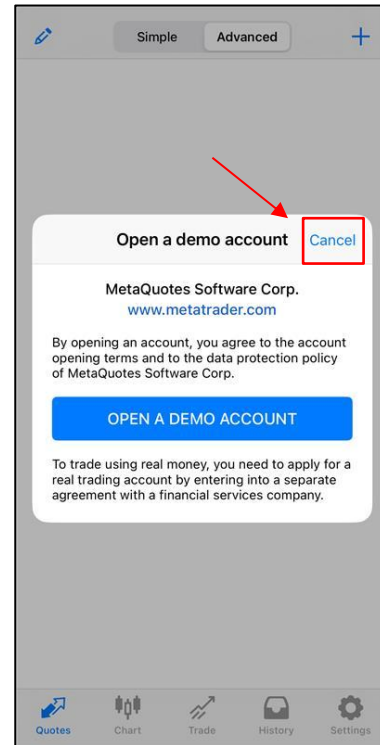 Simple Advanced
Open a demo account Cancel
MetaQuotes Software Corp.
www.metatrader.com
By opening an account, you agree to the account
opening terms and to the data protection policy
of MetaQuotes Software Corp.
OPEN A DEMO ACCOUNT
To trade using real money, you need to apply for a
real trading account by entering into a separate
agreement with a financial services company.
Quotes Chart Trade History Settings